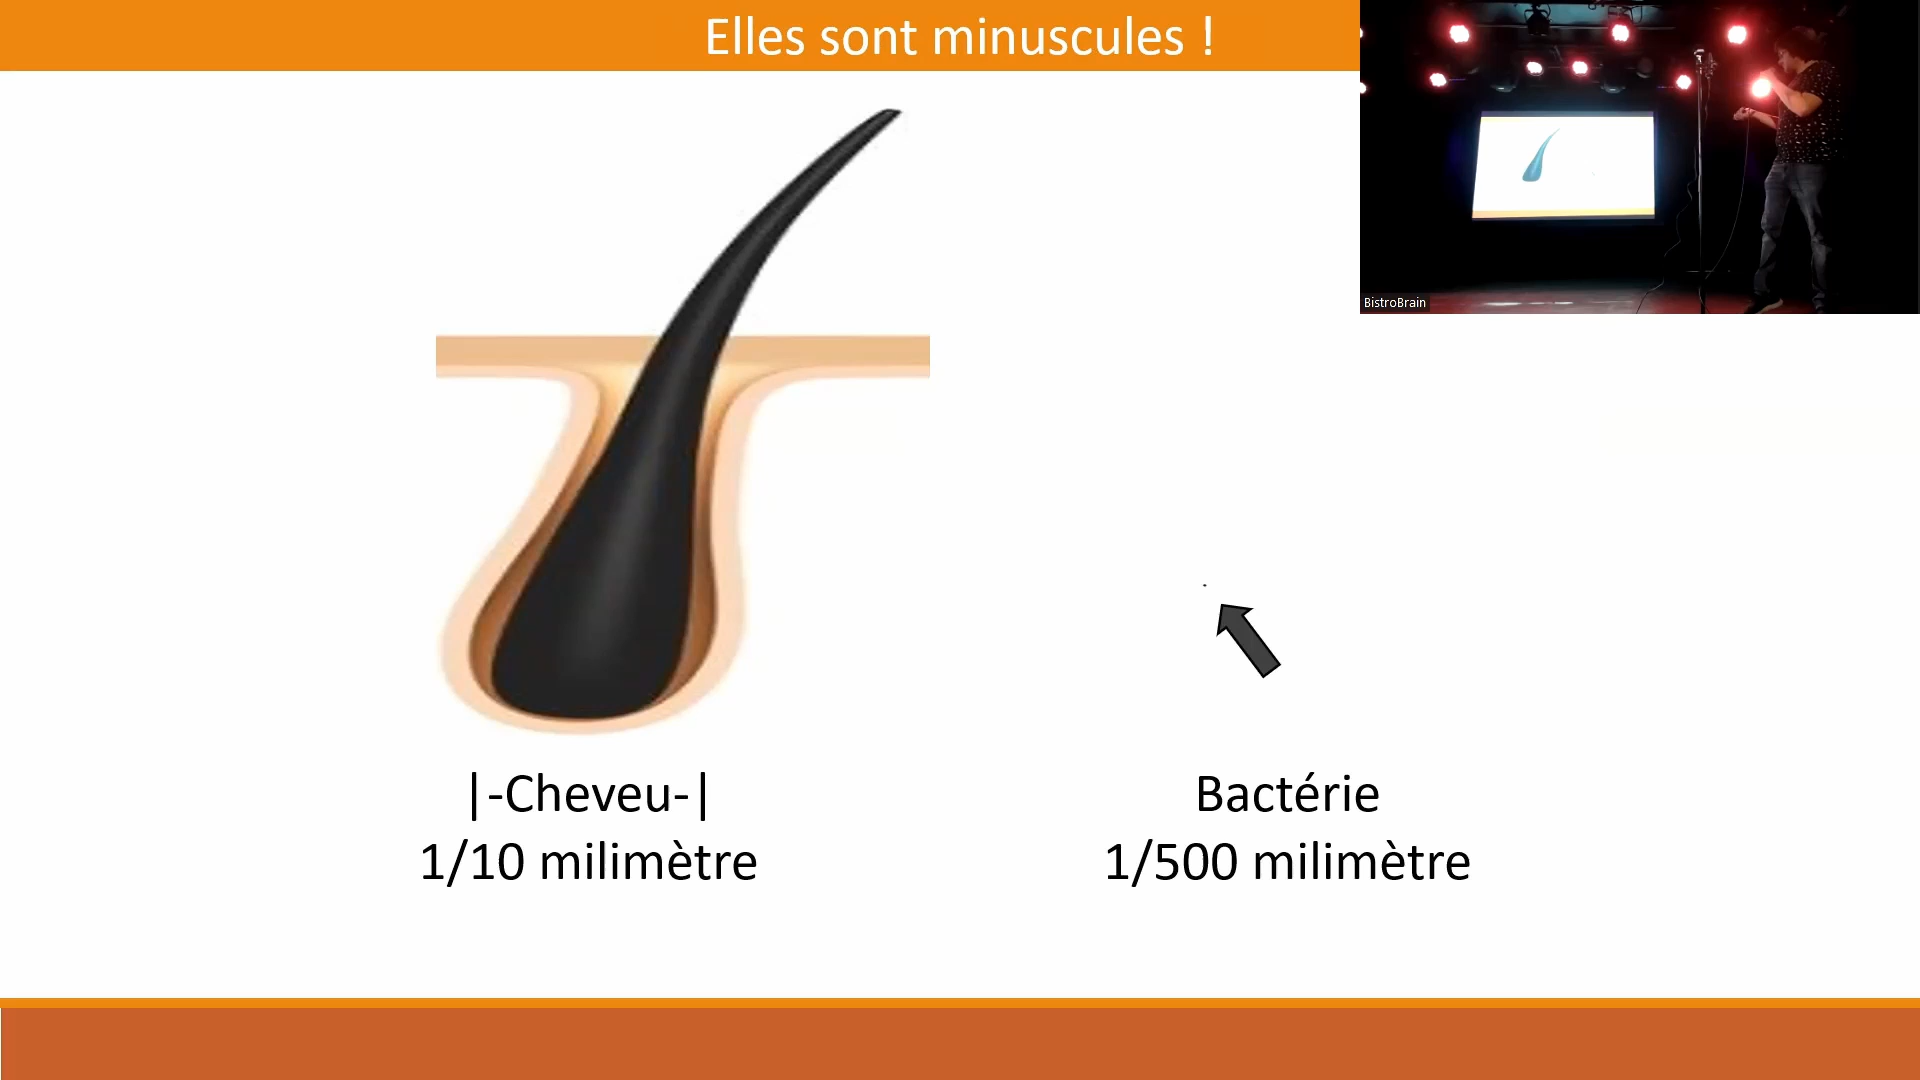 Elles sont minuscules !
BistroBrain
|-Cheveu-|
1/10 milimètre
Bactérie
1/500 milimètre